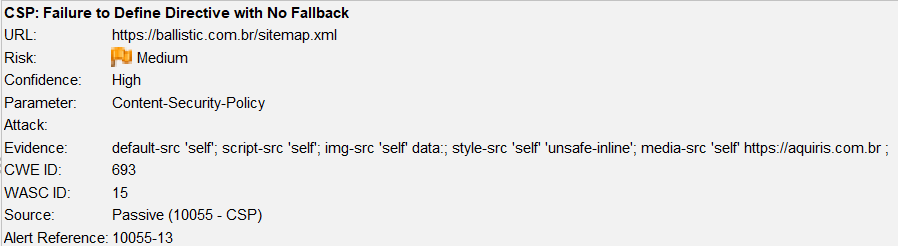 CSP: Failure to Define Directive with No Fallback
URL: https://ballistic.com.br/sitemap.xml
Risk: Medium
Confidence: High
Parameter: Content-Security-Policy
Attack:
Evidence: default-src 'self'; script-src 'self'; img-src 'self' data:; style-src 'self' 'unsafe-inline'; media-src 'self' https://aquiris.com.br ;
CWE ID: 693
WASC ID: 15
Source: Passive (10055 - CSP)
Alert Reference: 10055-13